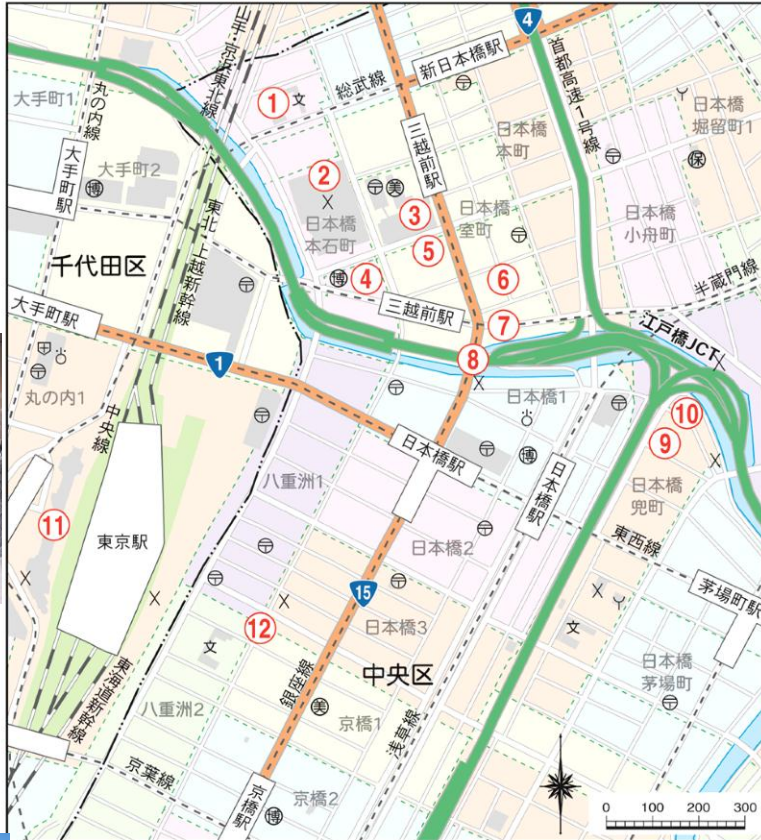 4
山手・京浜東北線
新日本橋駅
首都高速1号線
丸の内線
大手町1
①
文
総武線
日本橋
堀留町1
三越前駅
日本橋
本町
大手町2
②
大手町駅
博
美
保
日本橋
本石町
③
日本橋
室町
日本橋
小舟町
東北・上越新幹線
⑤
千代田区
④
博
⑥
半蔵門線
大手町駅
三越前駅
⑦
江戸橋JCT
1
⑧
丸の内1
日本橋1
⑩
中央線
日本橋駅
博
⑨
八重洲1
日本橋駅
日本橋
兜町
⑪
東京駅
日本橋2
東西線
茅場町駅
15
⑫
日本橋3
文
文
日本橋
茅場町
中央区
東海道新幹線
銀座線
八重洲2
美
京橋1
浅草線
京葉線
京橋駅
博
京橋2
0 100 200 300